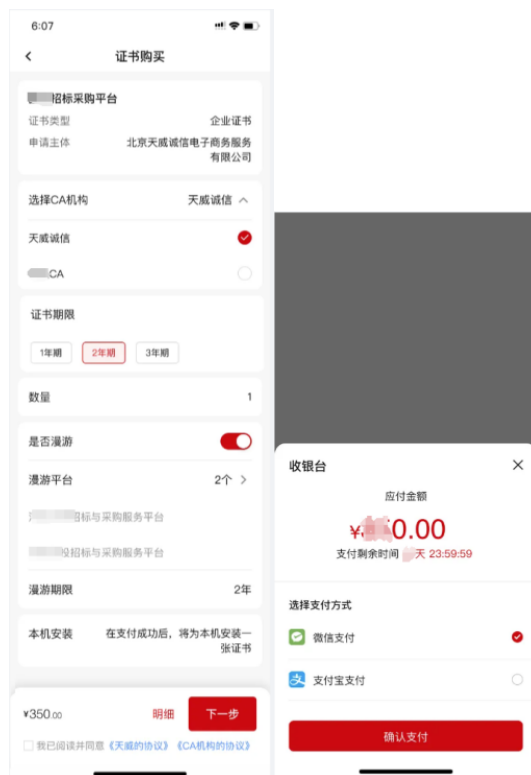 6:07
证书购买
招标采购平台
证书类型 企业证书
申请主体 北京天威诚信电子商务服务
有限公司
选择CA机构 天威诚信
天威诚信
CA
证书期限
1年期 2年期 3年期
数量 1
是否漫游
漫游平台 2个
招标与采购服务平台
招标与采购服务平台
漫游期限 2年
本机安装 在支付成功后，将为本机安装一
张证书
¥350.00 明细 下一步
我已阅读并同意《天威的协议》《CA机构的协议》
收银台
应付金额
¥ 0.00
支付剩余时间 天 23:59:59
选择支付方式
微信支付
支付宝支付
确认支付